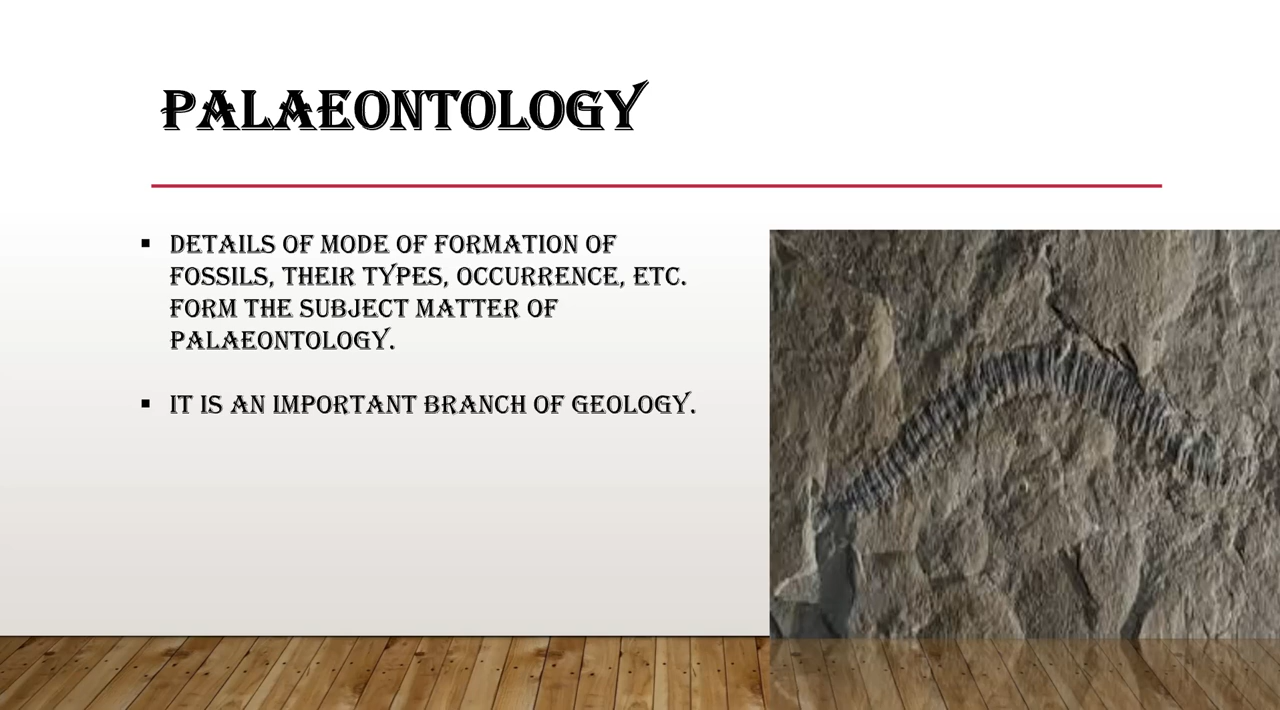 PALAEONTOLOGY
▪ DETAILS OF MODE OF FORMATION OF
FOSSILS, THEIR TYPES, OCCURRENCE, ETC.
FORM THE SUBJECT MATTER OF
PALAEONTOLOGY.
▪ IT IS AN IMPORTANT BRANCH OF GEOLOGY.